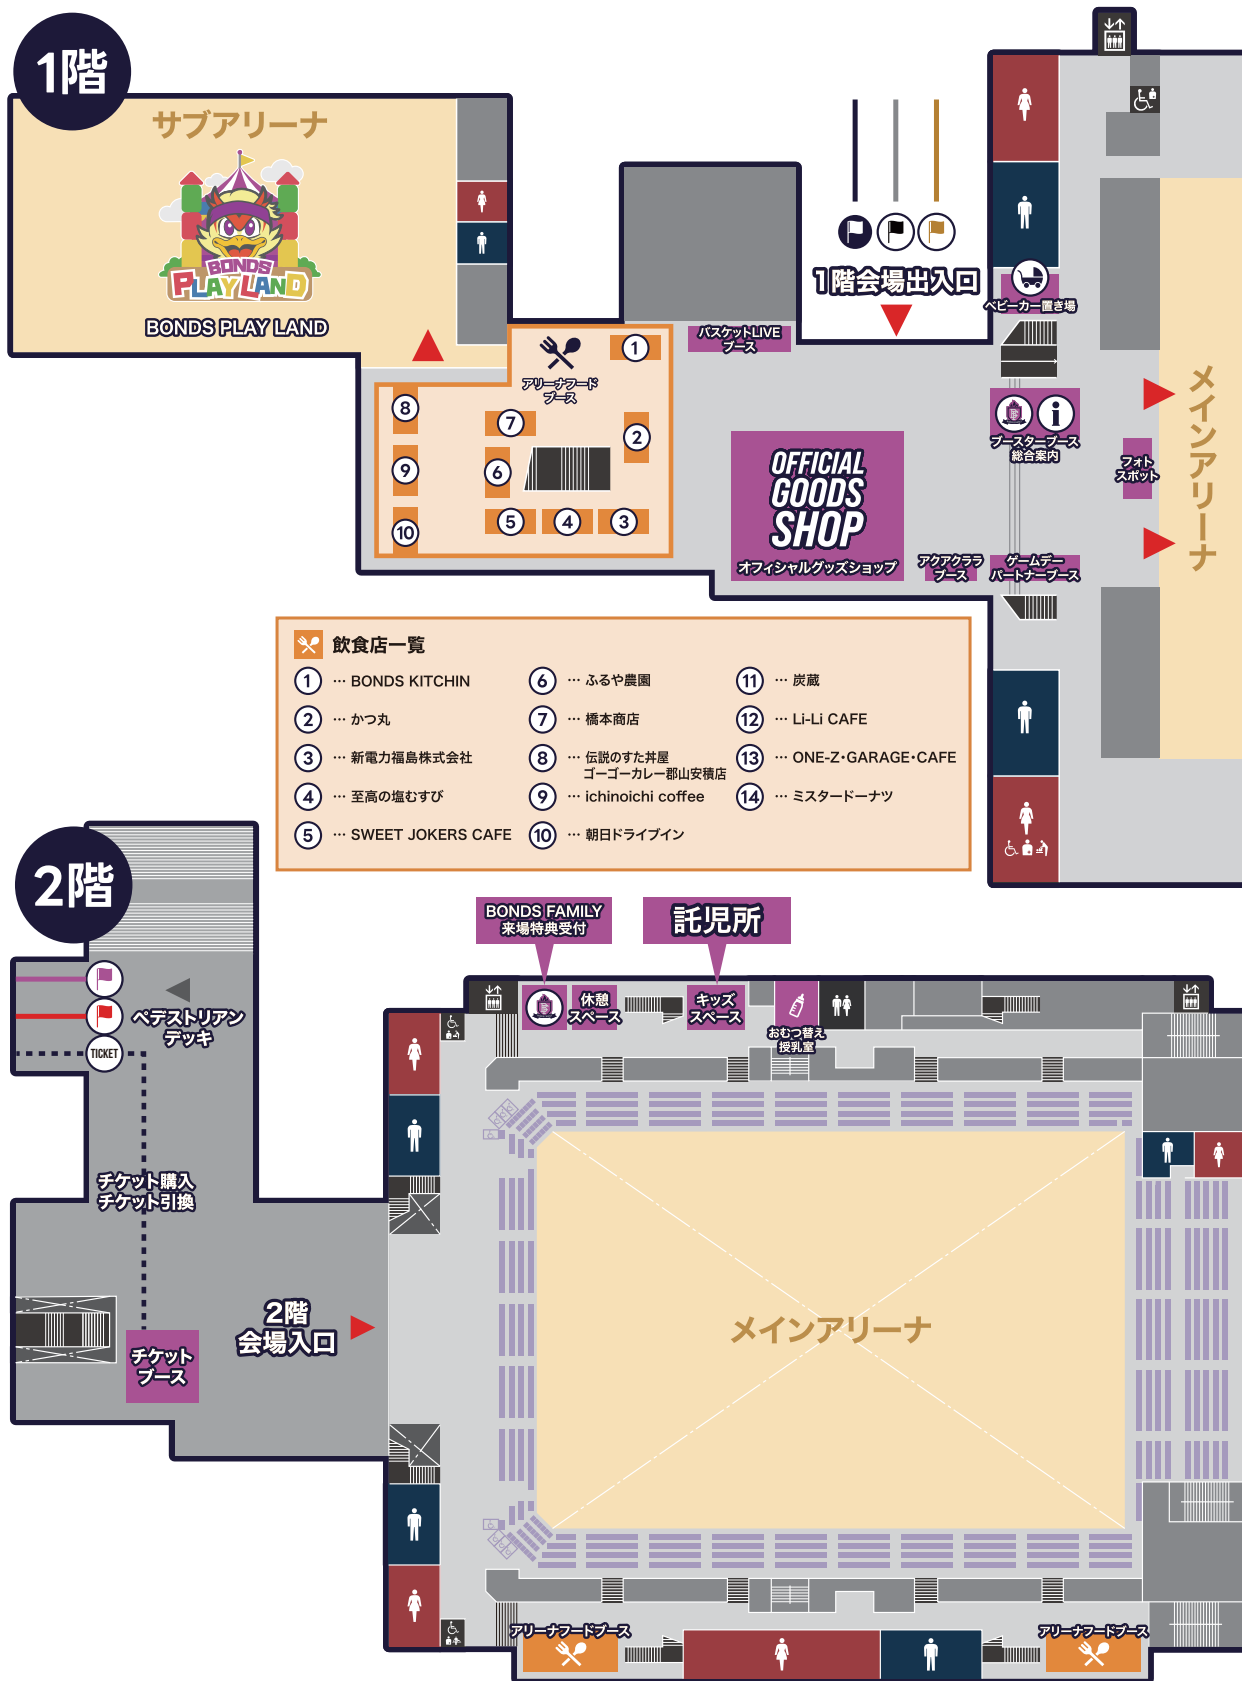 1階
サブアリーナ
BONDS
PLAY LAND
BONDS PLAY LAND
1階会場出入口
ベビーカー置き場
バスケットLIVE
ブース
アリーナフード
ブース
1
2
3
4
5
6
7
8
9
10
OFFICIAL
GOODS
SHOP
オフィシャルグッズショップ
ブースターブース
総合案内
フォト
スポット
メインアリーナ
アクアクララ
ブース
ゲームデー
パートナーブース
飲食店一覧
1 … BONDS KITCHIN
2 … かつ丸
3 … 新電力福島株式会社
4 … 至高の塩むすび
5 … SWEET JOKERS CAFE
6 … ふるや農園
7 … 橋本商店
8 … 伝説のすた丼屋
ゴーゴーカレー郡山安積店
9 … ichinoichi coffee
10 … 朝日ドライブイン
11 … 炭蔵
12 … Li-Li CAFE
13 … ONE-Z・GARAGE・CAFE
14 … ミスタードーナツ
2階
ペデストリアン
デッキ
TICKET
チケット購入
チケット引換
チケット
ブース
2階
会場入口
BONDS FAMILY
来場特典受付
託児所
休憩
スペース
キッズ
スペース
おむつ替え
授乳室
メインアリーナ
アリーナフードブース
アリーナフードブース